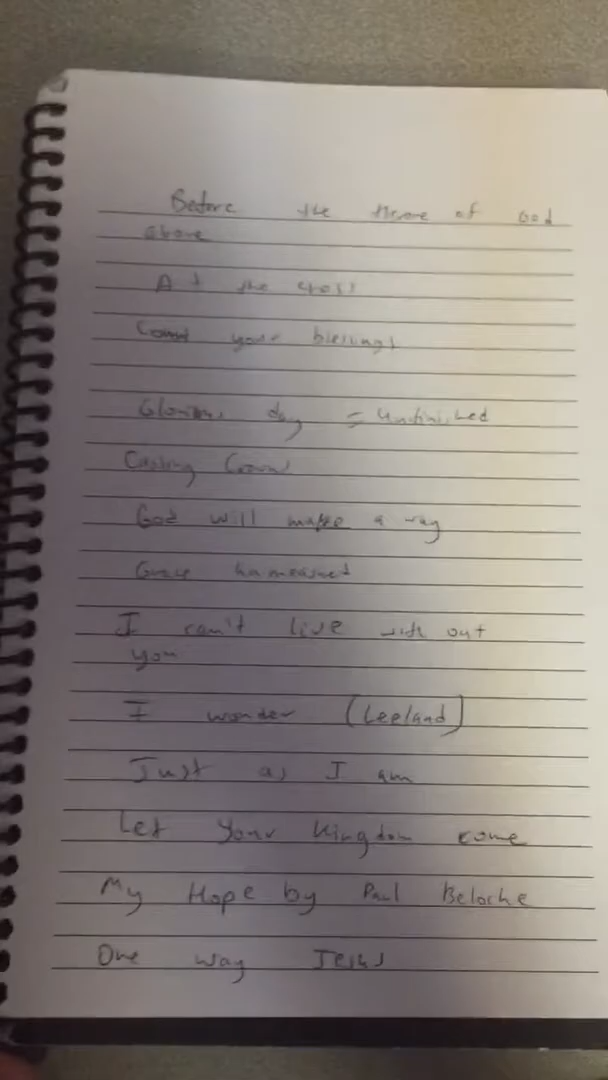 Before the throne of God
above
At the cross
Count your blessings
Glorious day = Unfinished
Casting Crowns
God will make a way
Grace
I can't live with out
you
I wonder (Leeland)
Just as I am
Let Your Kingdom come
My Hope by Paul Beloche
One way Jesus